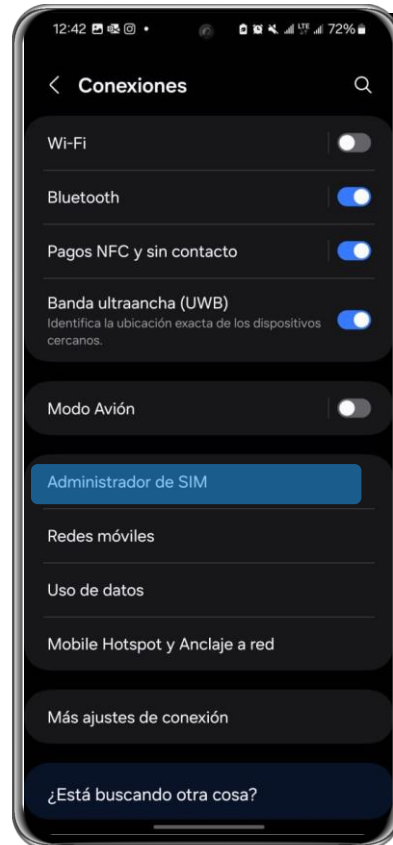 12:42
LTE 72%
Conexiones
Wi-Fi
Bluetooth
Pagos NFC y sin contacto
Banda ultraancha (UWB)
Identifica la ubicación exacta de los dispositivos
cercanos.
Modo Avión
Administrador de SIM
Redes móviles
Uso de datos
Mobile Hotspot y Anclaje a red
Más ajustes de conexión
¿Está buscando otra cosa?